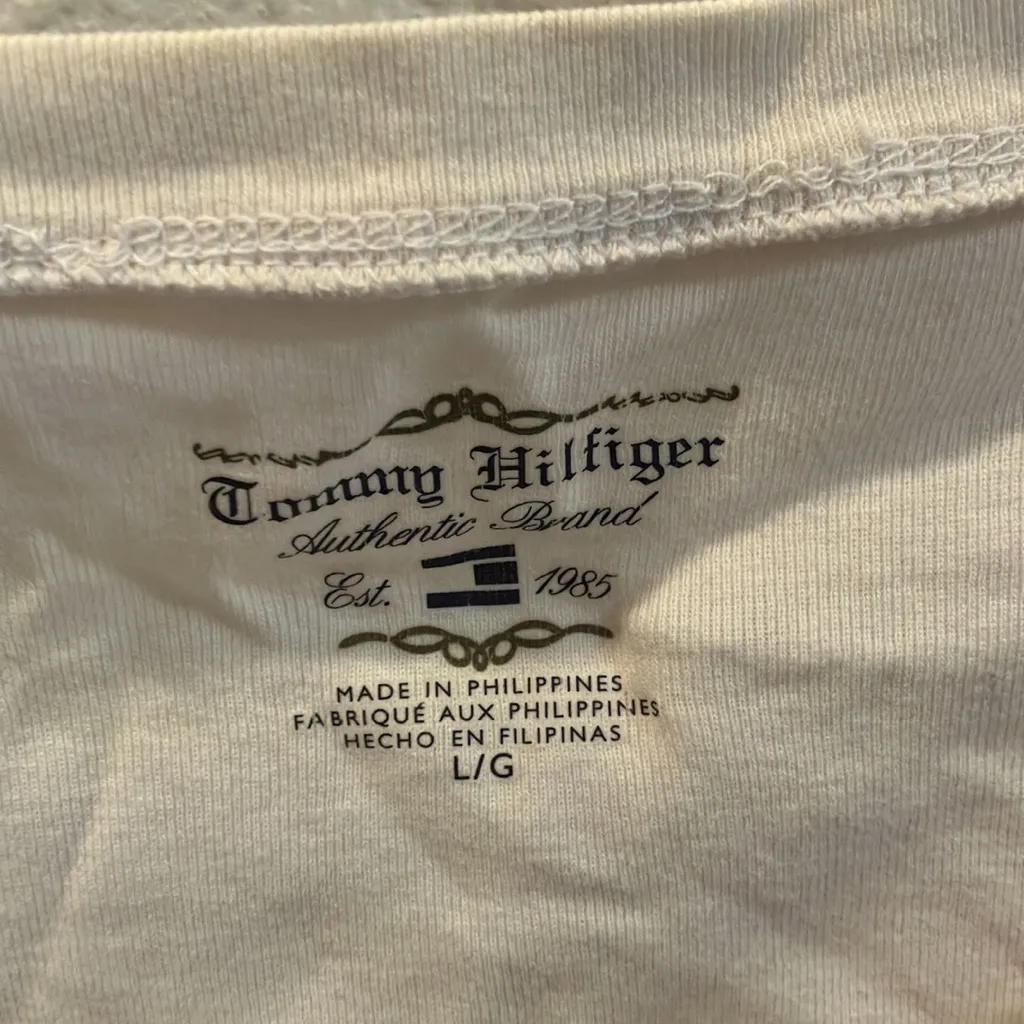 Tommy Hilfiger
Authentic Brand
Est. 1985
MADE IN PHILIPPINES
FABRIQUÉ AUX PHILIPPINES
HECHO EN FILIPINAS
L/G